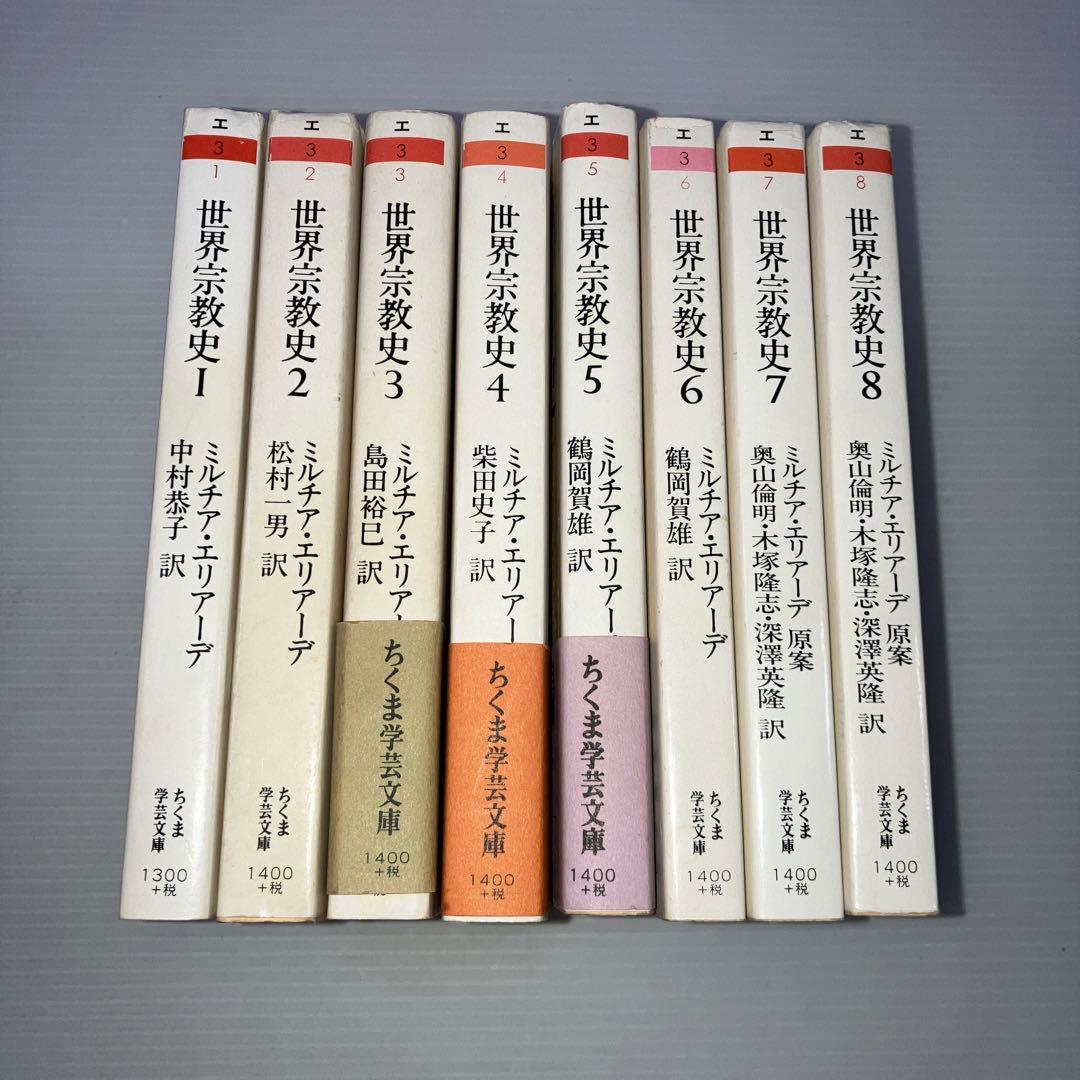 エ
3
1
世界宗教史1
ミルチア・エリアーデ
中村恭子 訳
ちくま
学芸文庫
1300
+税
エ
3
2
世界宗教史2
ミルチア・エリアーデ
松村一男 訳
ちくま
学芸文庫
1400
+税
エ
3
3
世界宗教史3
ミルチア・エリアー
島田裕巳 訳
ちくま学芸文庫
1400
+税
+税
エ
3
4
世界宗教史4
ミルチア・エリアー
柴田史子 訳
ちくま学芸文庫
1400
+税
エ
3
5
世界宗教史5
ミルチア・エリアー
鶴岡賀雄 訳
ちくま学芸文庫
1400
+税
エ
3
6
世界宗教史6
ミルチア・エリアーデ
鶴岡賀雄 訳
ちくま
学芸文庫
1400
+税
エ
3
7
世界宗教史7
ミルチア・エリアーデ 原案
奥山倫明・木塚隆志・深澤英隆 訳
ちくま
学芸文庫
1400
+税
エ
3
8
世界宗教史8
ミルチア・エリアーデ 原案
奥山倫明・木塚隆志・深澤英隆 訳
ちくま
学芸文庫
1400
+税